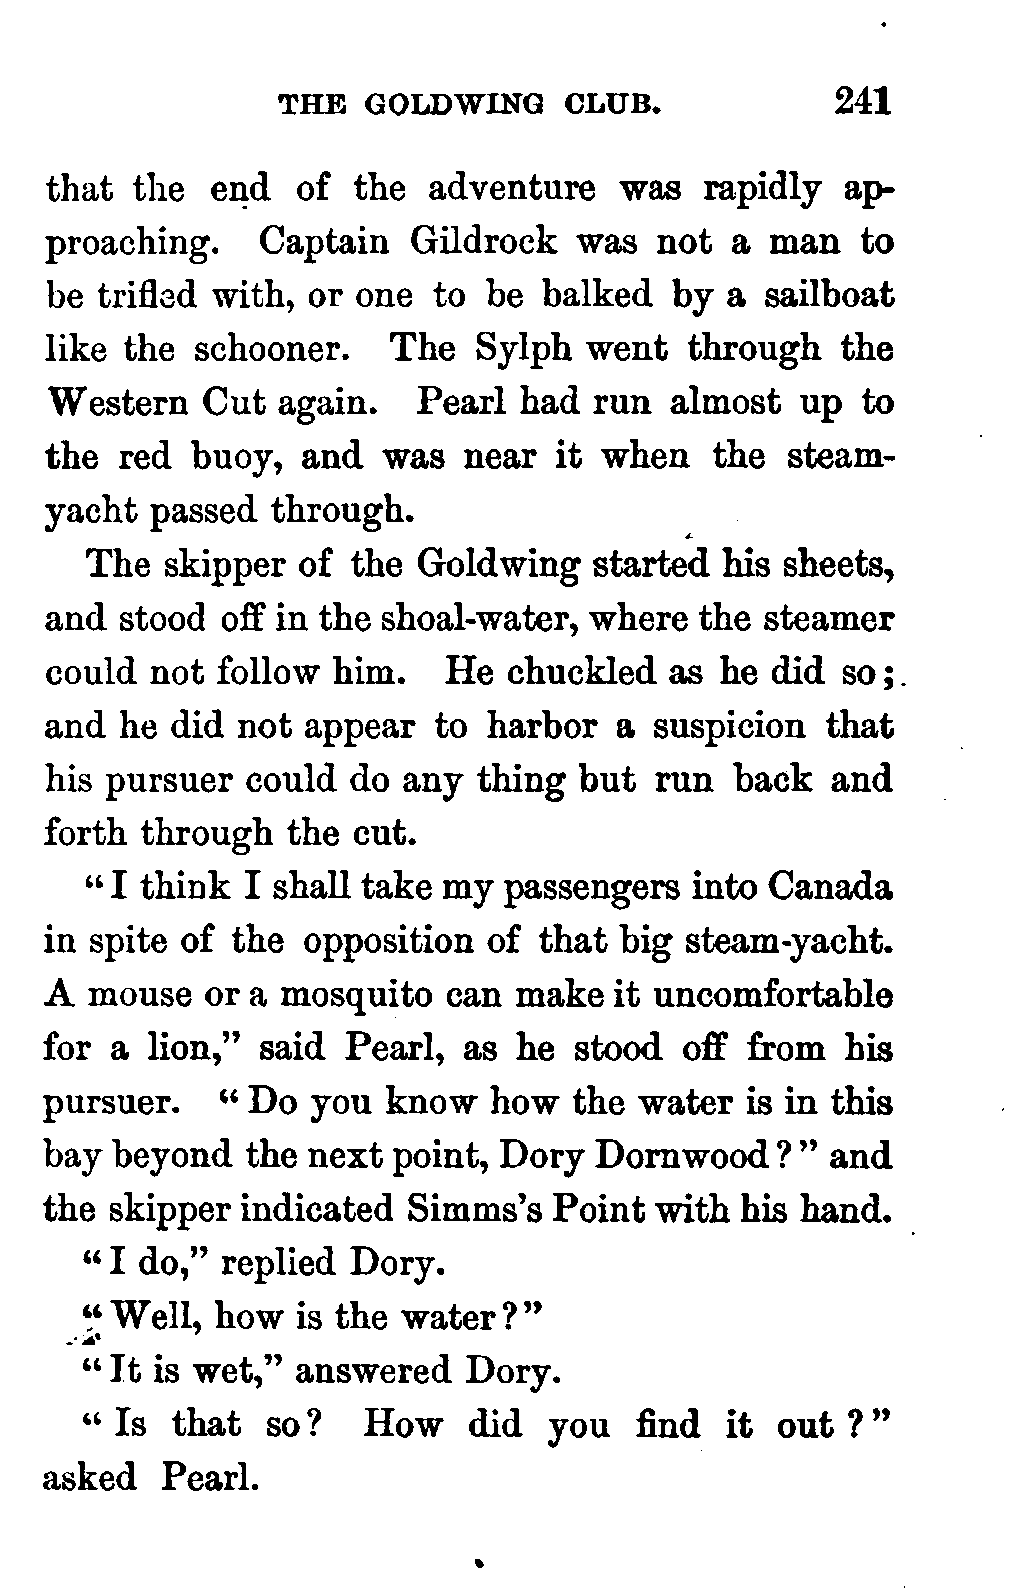 THE GOLDWING CLUB. 241
that the end of the adventure was rapidly ap-
proaching. Captain Gildrock was not a man to
be trifled with, or one to be balked by a sailboat
like the schooner. The Sylph went through the
Western Cut again. Pearl had run almost up to
the red buoy, and was near it when the steam-
yacht passed through.
The skipper of the Goldwing started his sheets,
and stood off in the shoal-water, where the steamer
could not follow him. He chuckled as he did so;
and he did not appear to harbor a suspicion that
his pursuer could do any thing but run back and
forth through the cut.
"I think I shall take my passengers into Canada
in spite of the opposition of that big steam-yacht.
A mouse or a mosquito can make it uncomfortable
for a lion," said Pearl, as he stood off from his
pursuer. "Do you know how the water is in this
bay beyond the next point, Dory Dornwood?" and
the skipper indicated Simms's Point with his hand.
"I do," replied Dory.
"Well, how is the water?"
"It is wet," answered Dory.
"Is that so? How did you find it out?"
asked Pearl.